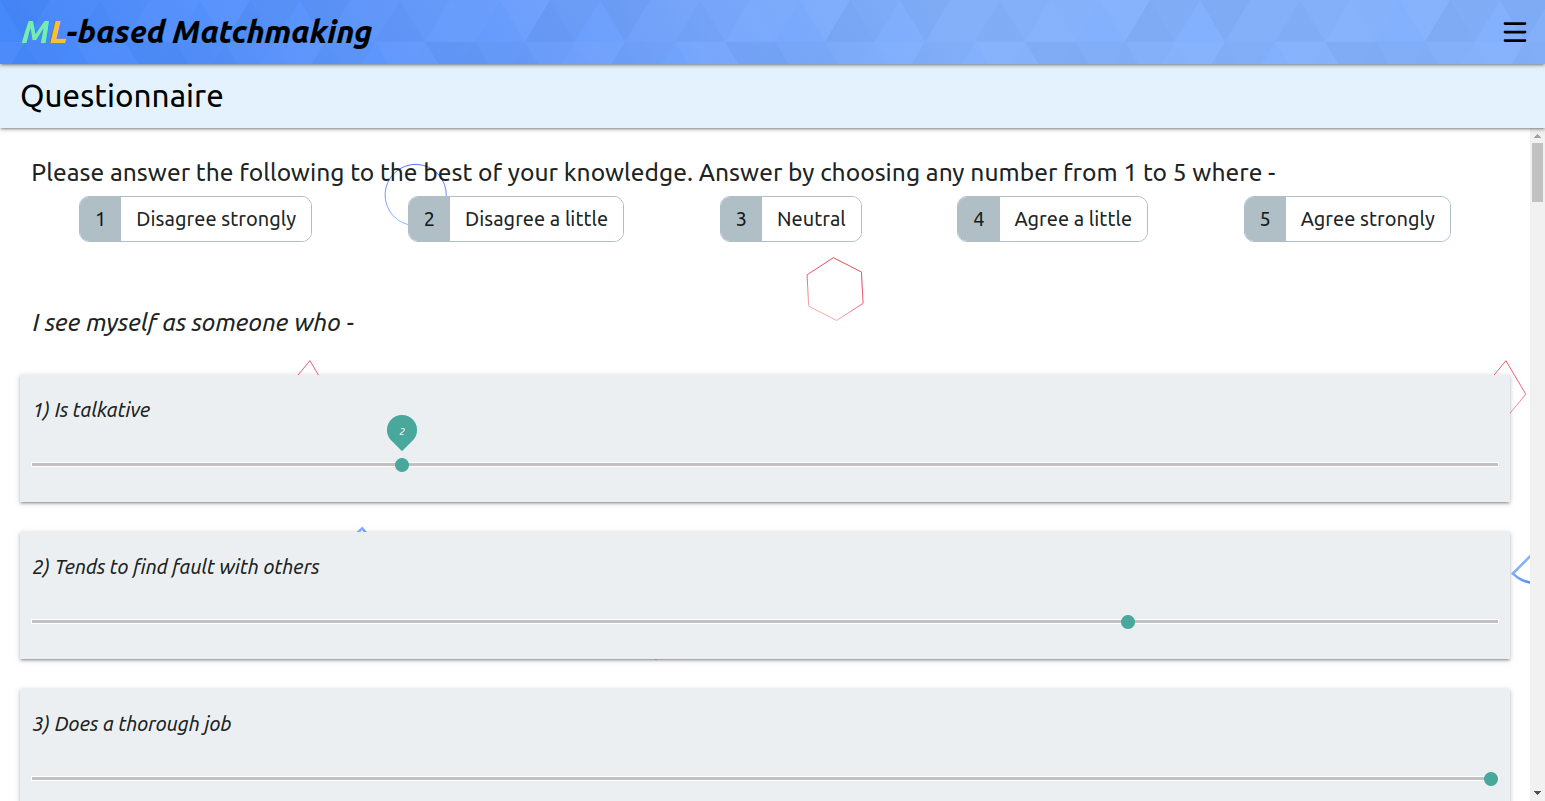 ML-based Matchmaking
Questionnaire
Please answer the following to the best of your knowledge. Answer by choosing any number from 1 to 5 where -
1 Disagree strongly 2 Disagree a little 3 Neutral 4 Agree a little 5 Agree strongly
I see myself as someone who -
1) Is talkative
2
2) Tends to find fault with others
3) Does a thorough job